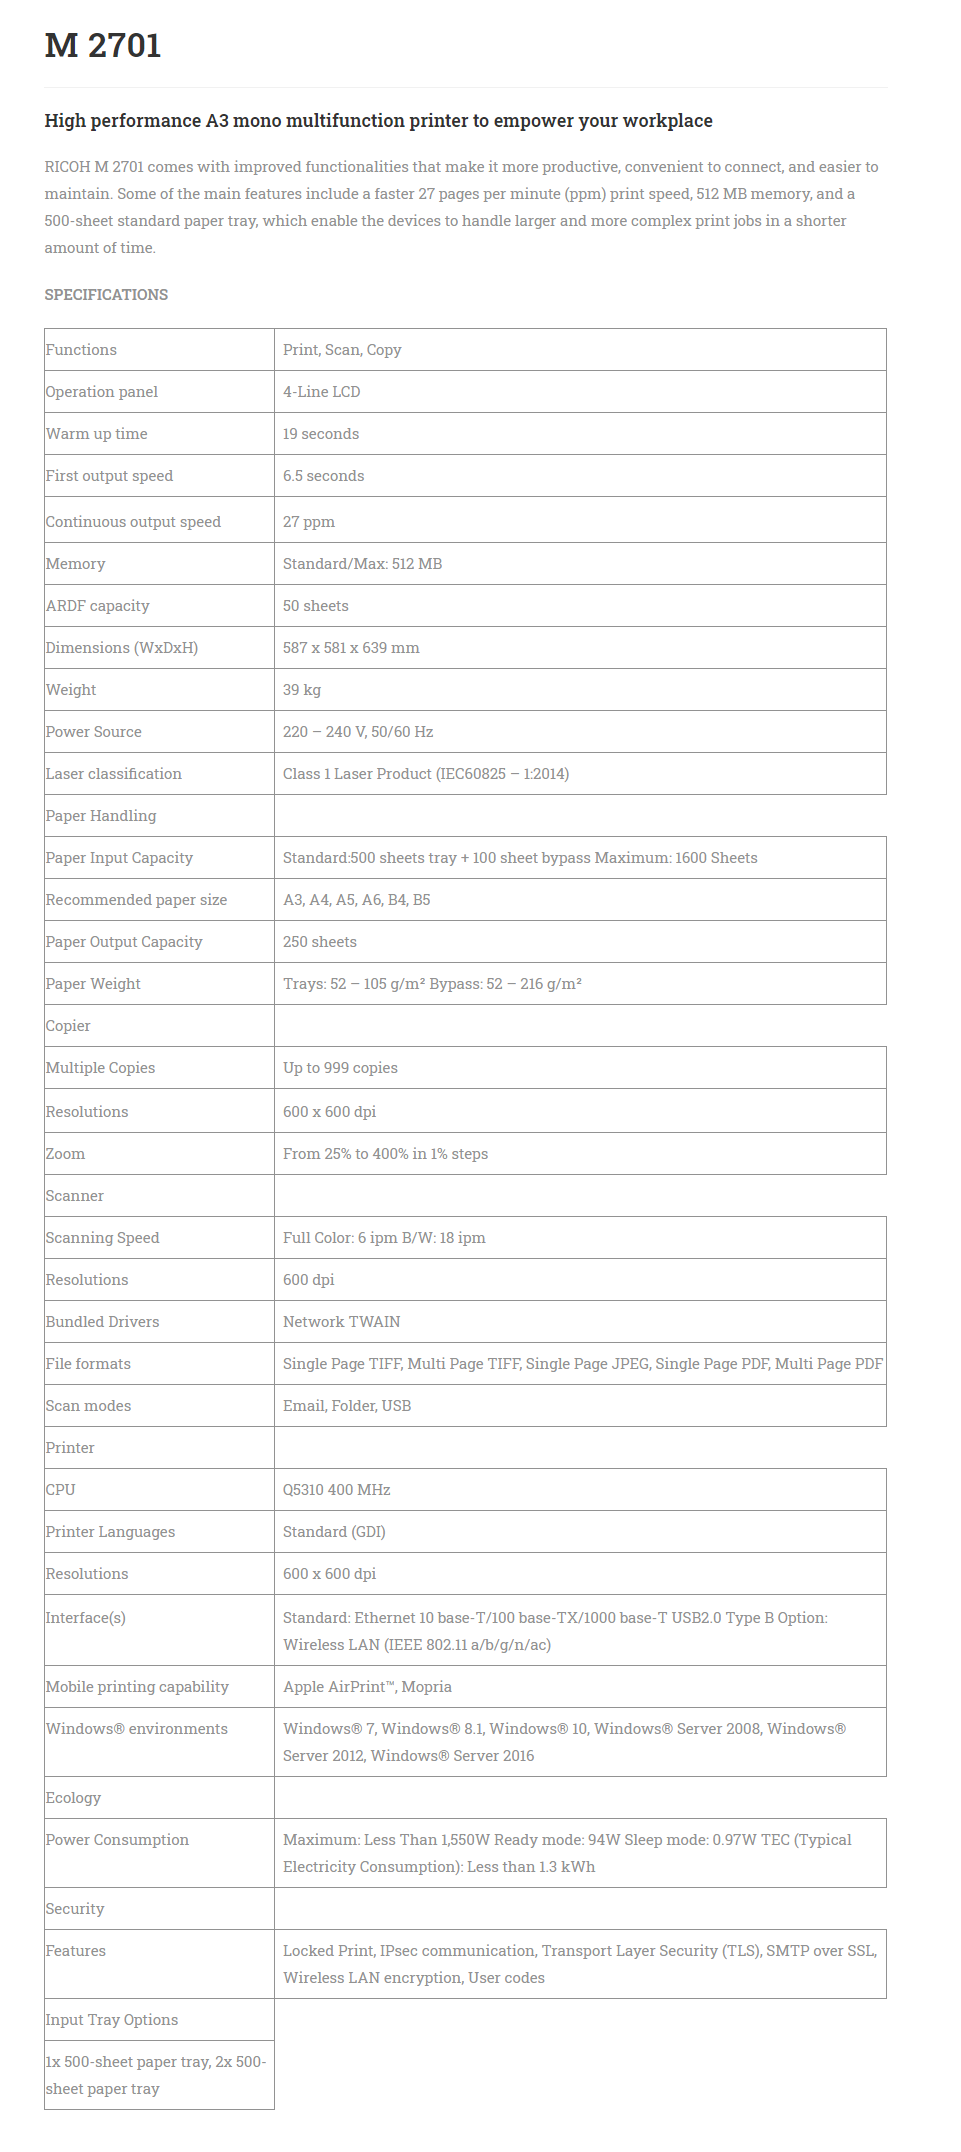 M 2701
High performance A3 mono multifunction printer to empower your workplace
RICOH M 2701 comes with improved functionalities that make it more productive, convenient to connect, and easier to
maintain. Some of the main features include a faster 27 pages per minute (ppm) print speed, 512 MB memory, and a
500-sheet standard paper tray, which enable the devices to handle larger and more complex print jobs in a shorter
amount of time.
SPECIFICATIONS
Functions Print, Scan, Copy
Operation panel 4-Line LCD
Warm up time 19 seconds
First output speed 6.5 seconds
Continuous output speed 27 ppm
Memory Standard/Max: 512 MB
ARDF capacity 50 sheets
Dimensions (WxDxH) 587 x 581 x 639 mm
Weight 39 kg
Power Source 220 – 240 V, 50/60 Hz
Laser classification Class 1 Laser Product (IEC60825 – 1:2014)
Paper Handling
Paper Input Capacity Standard:500 sheets tray + 100 sheet bypass Maximum: 1600 Sheets
Recommended paper size A3, A4, A5, A6, B4, B5
Paper Output Capacity 250 sheets
Paper Weight Trays: 52 – 105 g/m² Bypass: 52 – 216 g/m²
Copier
Multiple Copies Up to 999 copies
Resolutions 600 x 600 dpi
Zoom From 25% to 400% in 1% steps
Scanner
Scanning Speed Full Color: 6 ipm B/W: 18 ipm
Resolutions 600 dpi
Bundled Drivers Network TWAIN
File formats Single Page TIFF, Multi Page TIFF, Single Page JPEG, Single Page PDF, Multi Page PDF
Scan modes Email, Folder, USB
Printer
CPU Q5310 400 MHz
Printer Languages Standard (GDI)
Resolutions 600 x 600 dpi
Interface(s) Standard: Ethernet 10 base-T/100 base-TX/1000 base-T USB2.0 Type B Option:
Wireless LAN (IEEE 802.11 a/b/g/n/ac)
Mobile printing capability Apple AirPrint™, Mopria
Windows® environments Windows® 7, Windows® 8.1, Windows® 10, Windows® Server 2008, Windows®
Server 2012, Windows® Server 2016
Ecology
Power Consumption Maximum: Less Than 1,550W Ready mode: 94W Sleep mode: 0.97W TEC (Typical
Electricity Consumption): Less than 1.3 kWh
Security
Features Locked Print, IPsec communication, Transport Layer Security (TLS), SMTP over SSL,
Wireless LAN encryption, User codes
Input Tray Options
1x 500-sheet paper tray, 2x 500-
sheet paper tray